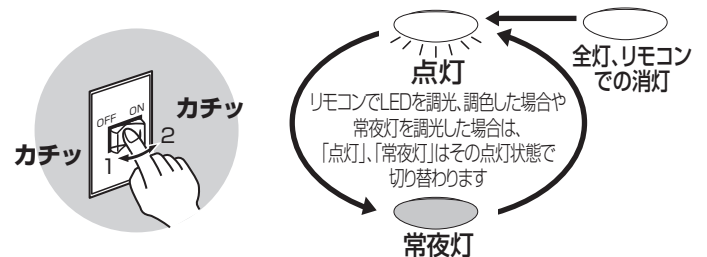 OFF ON
カチッ
2
カチッ
1
点灯
全灯、リモコン
での消灯
リモコンでLEDを調光、調色した場合や
常夜灯を調光した場合は、
「点灯」、「常夜灯」はその点灯状態で
切り替わります
常夜灯